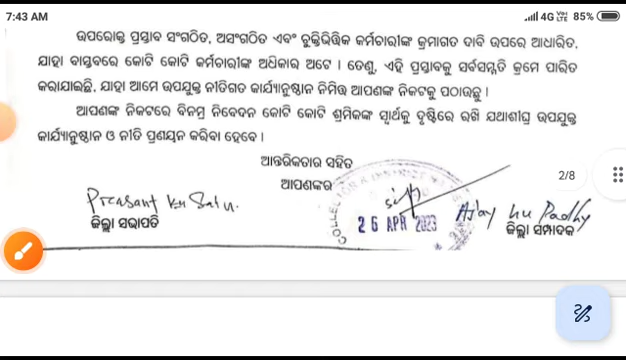 7:43 AM
4G 85%
ଉପରୋକ୍ତ ପ୍ରସ୍ତାବ ସଂଗଠିତ, ଅସଂଗଠିତ ଏବଂ ଚୁକ୍ତିଭିତ୍ତିକ କର୍ମଚାରୀଙ୍କ କ୍ରମାଗତ ଦାବି ଉପରେ ଆଧାରିତ,
ଯାହା ବାସ୍ତବରେ କୋଟି କୋଟି କର୍ମଚାରୀଙ୍କ ଅଧିକାର ଅଟେ । ତେଣୁ, ଏହି ପ୍ରସ୍ତାବକୁ ସର୍ବସମ୍ମତି କ୍ରମେ ପାରିତ
କରାଯାଇଛି, ଯାହା ଆମେ ଉପଯୁକ୍ତ ନୀତିଗତ କାର୍ଯ୍ୟାନୁଷ୍ଠାନ ନିମିତ୍ତ ଆପଣଙ୍କ ନିକଟକୁ ପଠାଉଛୁ ।
ଆପଣଙ୍କ ନିକଟରେ ବିନମ୍ର ନିବେଦନ କୋଟି କୋଟି ଶ୍ରମିକଙ୍କ ସ୍ୱାର୍ଥକୁ ଦୃଷ୍ଟିରେ ରଖି ଯଥାଶୀଘ୍ର ଉପଯୁକ୍ତ
କାର୍ଯ୍ୟାନୁଷ୍ଠାନ ଓ ନୀତି ପ୍ରଣୟନ କରିବା ହେବେ ।
ଆନ୍ତରିକତାର ସହିତ
ଆପଣଙ୍କର
2/8
26 APR 2023
Ajay Ku Padhy
ଜିଲ୍ଲା ସଭାପତି
ଜିଲ୍ଲା ସମ୍ପାଦକ